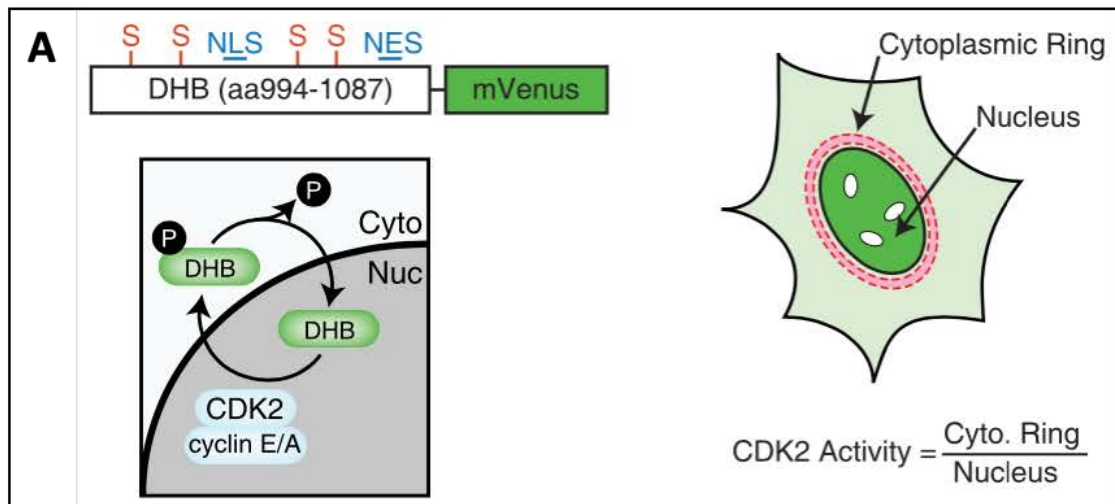 A
S S NLS S S NES
DHB (aa994-1087) mVenus
P
Cyto
P
DHB
Nuc
DHB
CDK2
cyclin E/A
Cytoplasmic Ring
Nucleus
CDK2 Activity = Cyto. Ring
Nucleus